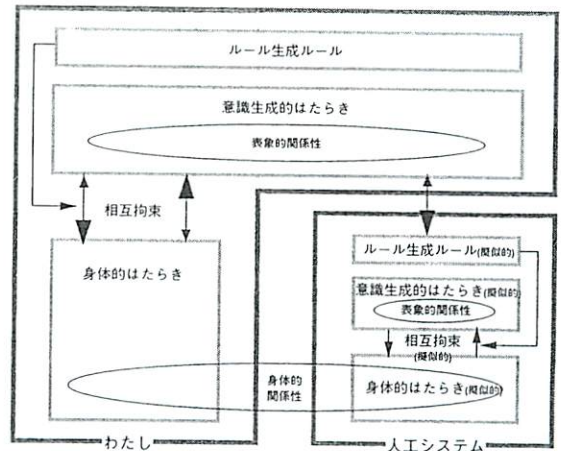 ルール生成ルール
意識生成的はたらき
表象的関係性
相互拘束
身体的はたらき
ルール生成ルール(擬似的)
意識生成的はたらき(擬似的)
表象的関係性
相互拘束
(擬似的)
身体的はたらき(擬似的)
身体的
関係性
わたし
人工システム